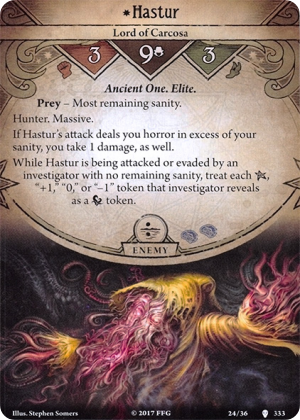 Hastur
Lord of Carcosa
3 9 3
Ancient One. Elite.
Prey – Most remaining sanity.
Hunter. Massive.
If Hastur's attack deals you horror in excess of your
sanity, you take 1 damage, as well.
While Hastur is being attacked or evaded by an
investigator with no remaining sanity, treat each ,
“+1,” “0,” or “–1” token that investigator reveals
as a token.
ENEMY
Illus. Stephen Somers
© 2017 FFG
24/36
333